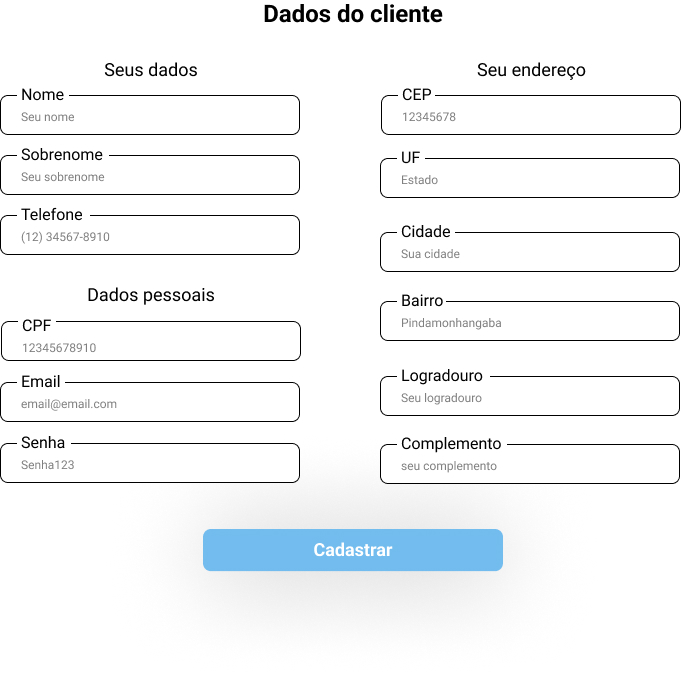 Dados do cliente
Seus dados
Nome
Seu nome
Sobrenome
Seu sobrenome
Telefone
(12) 34567-8910
Dados pessoais
CPF
12345678910
Email
email@email.com
Senha
Senha123
Seu endereço
CEP
12345678
UF
Estado
Cidade
Sua cidade
Bairro
Pindamonhangaba
Logradouro
Seu logradouro
Complemento
seu complemento
Cadastrar